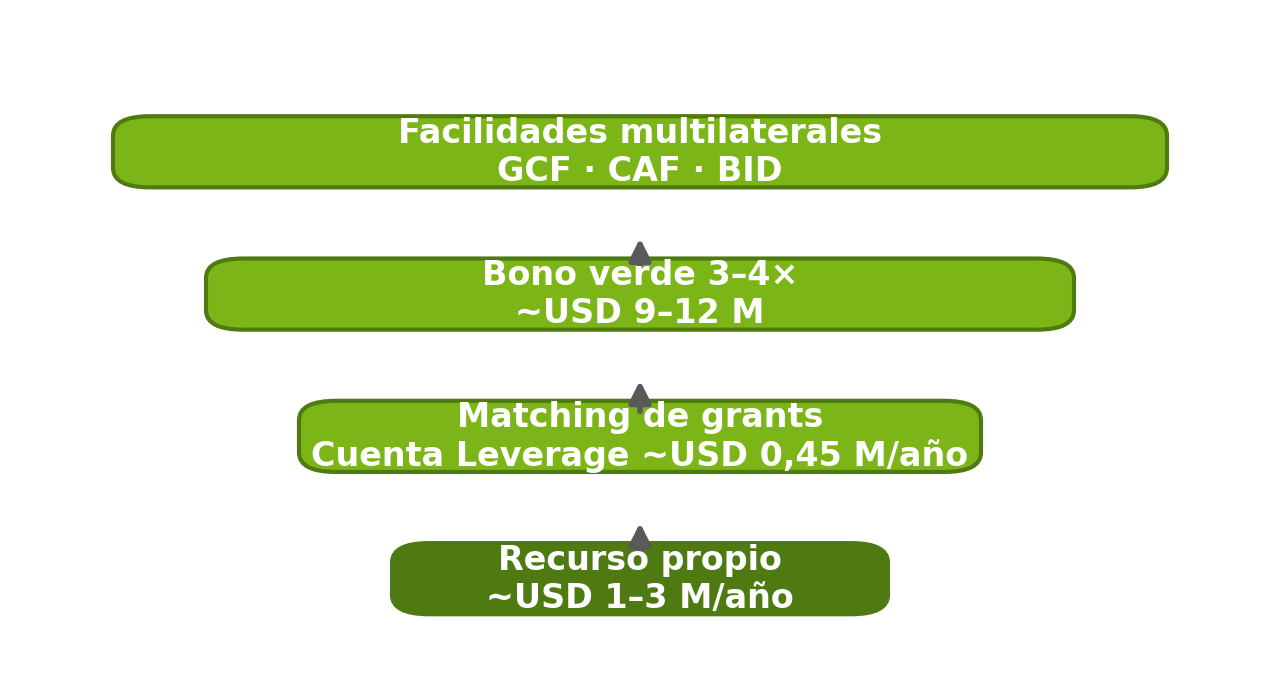 Facilidades multilaterales
GCF · CAF · BID
Bono verde 3–4×
~USD 9–12 M
Matching de grants
Cuenta Leverage ~USD 0,45 M/año
Recurso propio
~USD 1–3 M/año